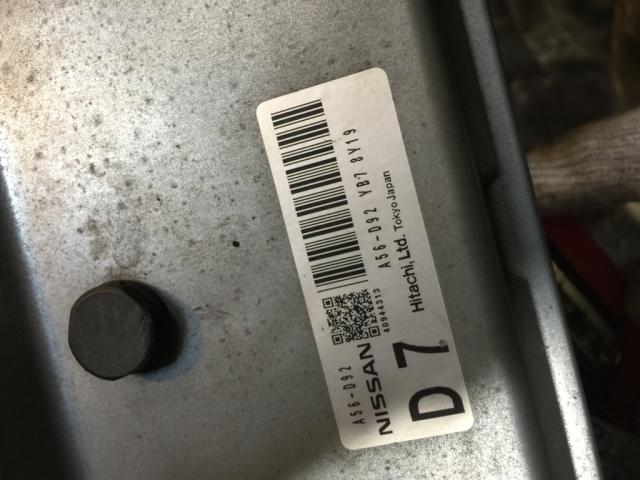 A56-D92 VB7 8Y19
A56-D92
40944313
NISSAN
Hitachi, Ltd. Tokyo Japan
D 7